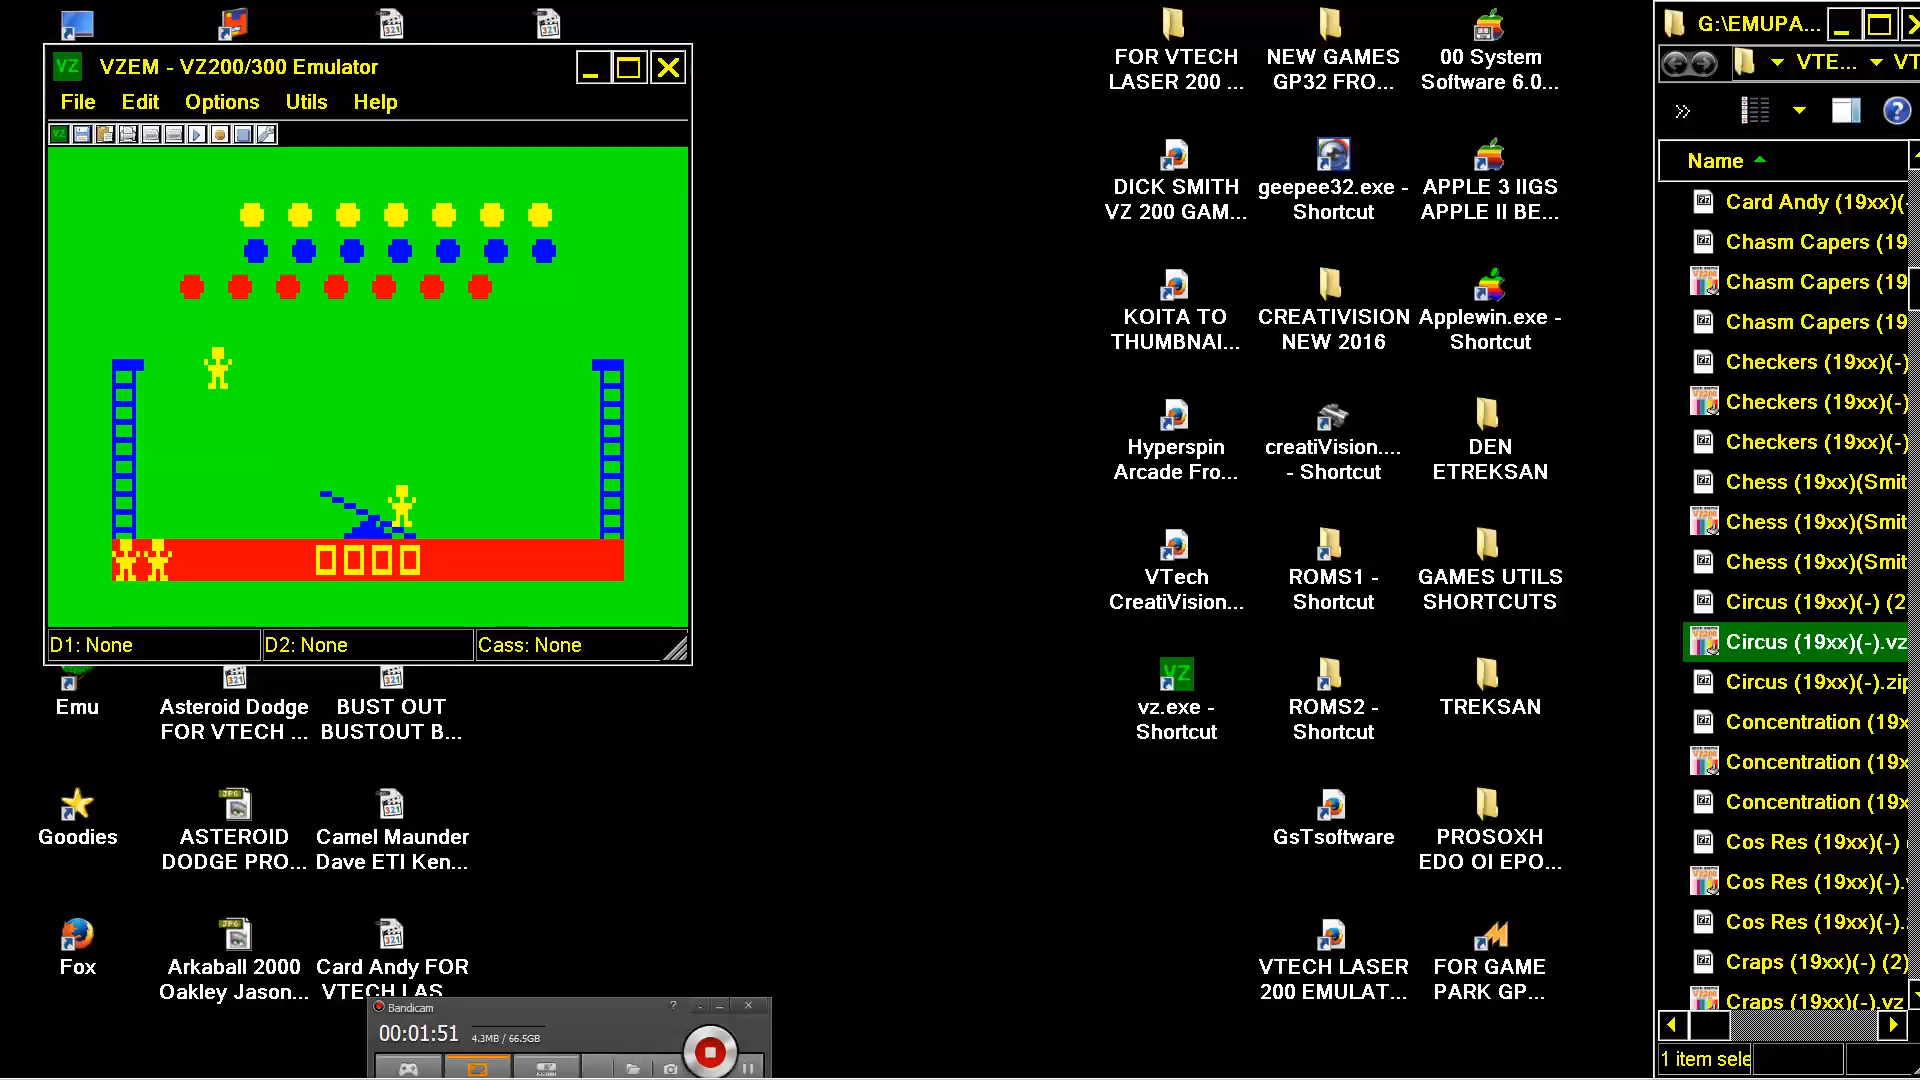 VZ VZEM - VZ200/300 Emulator
File Edit Options Utils Help
0000
D1: None D2: None Cass: None
Emu
Asteroid Dodge
FOR VTECH ...
BUST OUT
BUSTOUT B...
Goodies
ASTEROID
DODGE PRO...
Camel Maunder
Dave ETI Ken...
Fox
Arkaball 2000
Oakley Jason...
Card Andy FOR
VTECH LAS
FOR VTECH
LASER 200 ...
NEW GAMES
GP32 FRO...
00 System
Software 6.0...
DICK SMITH
VZ 200 GAM...
geepee32.exe -
Shortcut
APPLE 3 IIGS
APPLE II BE...
KOITA TO
THUMBNAI...
CREATIVISION
NEW 2016
Applewin.exe -
Shortcut
Hyperspin
Arcade Fro...
creatiVision....
- Shortcut
DEN
ETREKSAN
VTech
CreatiVision...
ROMS1 -
Shortcut
GAMES UTILS
SHORTCUTS
VZ
vz.exe -
Shortcut
ROMS2 -
Shortcut
TREKSAN
GsTsoftware
PROSOXH
EDO OI EPO...
VTECH LASER
200 EMULAT...
FOR GAME
PARK GP...
Bandicam
00:01:51 4.3MB / 66.5GB
G:\EMUPA...
VTE... VT
Name
Card Andy (19xx)(-
Chasm Capers (19
Chasm Capers (19
Chasm Capers (19
Checkers (19xx)(-)
Checkers (19xx)(-)
Checkers (19xx)(-)
Chess (19xx)(Smit
Chess (19xx)(Smit
Chess (19xx)(Smit
Circus (19xx)(-) (2
Circus (19xx)(-).vz
Circus (19xx)(-).zip
Concentration (19x
Concentration (19x
Concentration (19x
Cos Res (19xx)(-)
Cos Res (19xx)(-).
Cos Res (19xx)(-).
Craps (19xx)(-) (2)
Craps (19xx)(-).vz
1 item sele